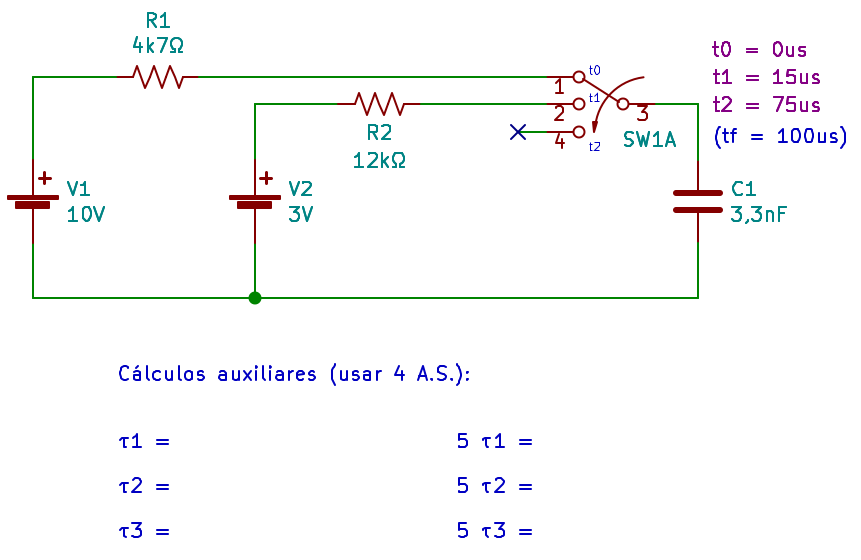 R1
4k7Ω
t0
1
t1
2
R2
12kΩ
3
4
t2
SW1A
t0 = 0us
t1 = 15us
t2 = 75us
(tf = 100us)
V1
10V
V2
3V
C1
3,3nF
Cálculos auxiliares (usar 4 A.S.):
τ1 = 5 τ1 =
τ2 = 5 τ2 =
τ3 = 5 τ3 =